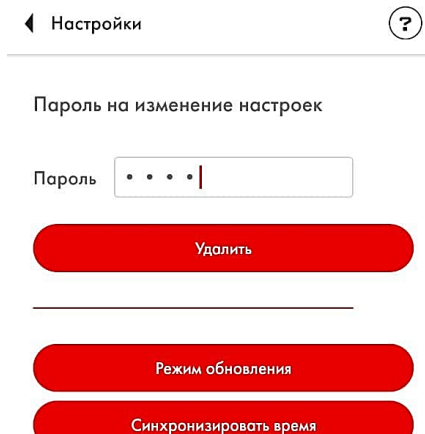 Настройки
?
Пароль на изменение настроек
Пароль ••••
Удалить
Режим обновления
Синхронизировать время